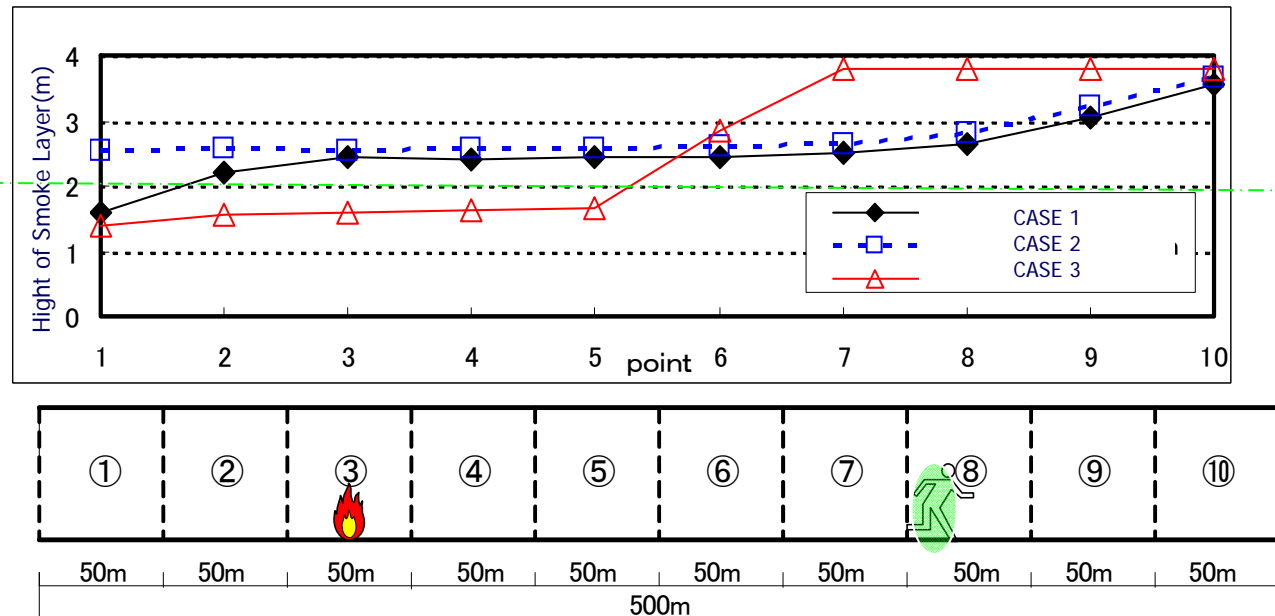 Hight of Smoke Layer(m)
4
3
2
1
0
CASE 1
CASE 2
CASE 3
1 2 3 4 5 6 7 8 9 10
point
① ② ③ ④ ⑤ ⑥ ⑦ ⑧ ⑨ ⑩
50m 50m 50m 50m 50m 50m 50m 50m 50m 50m
500m